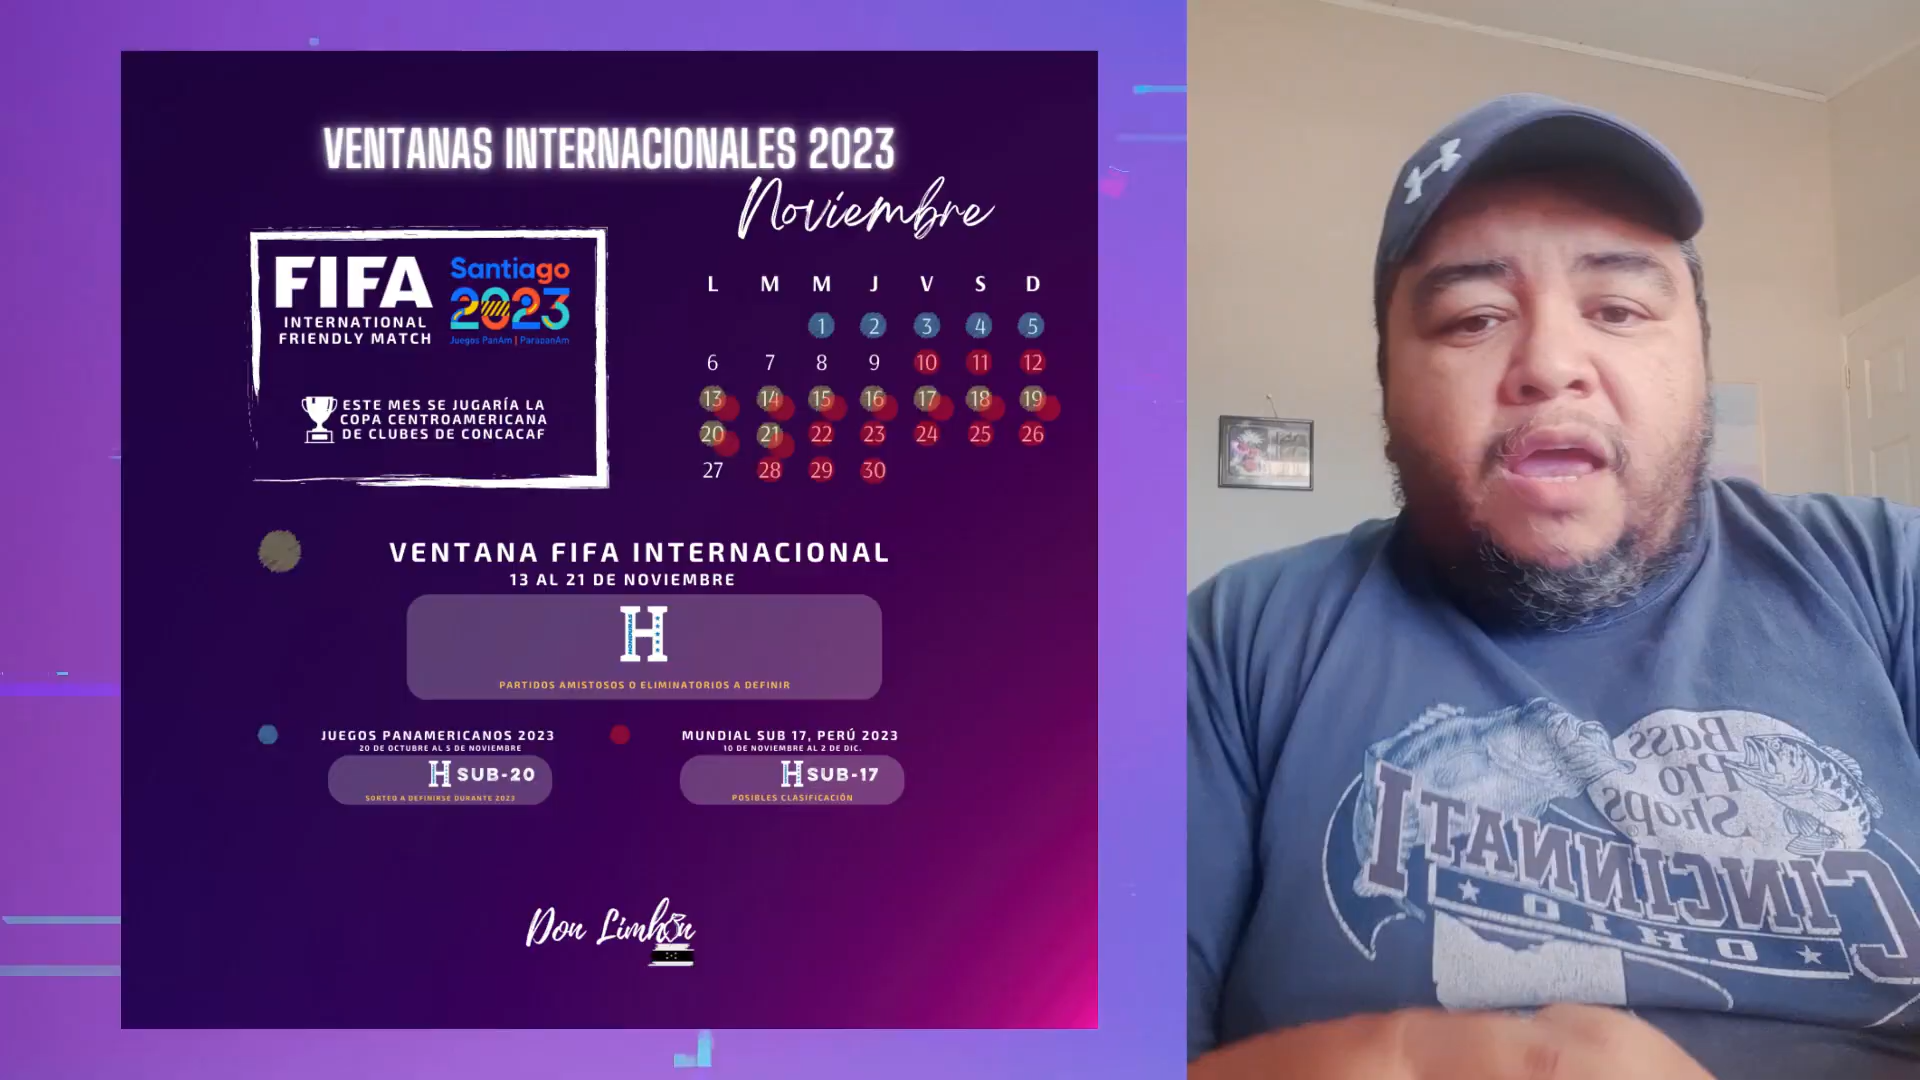 VENTANAS INTERNACIONALES 2023
Noviembre
FIFA
INTERNATIONAL
FRIENDLY MATCH
Santiago
2023
Juegos PanAm | ParapanAm
ESTE MES SE JUGARÍA LA
COPA CENTROAMERICANA
DE CLUBES DE CONCACAF
L M M J V S D
1 2 3 4 5
6 7 8 9 10 11 12
13 14 15 16 17 18 19
20 21 22 23 24 25 26
27 28 29 30
VENTANA FIFA INTERNACIONAL
13 AL 21 DE NOVIEMBRE
H
HONDURAS
PARTIDOS AMISTOSOS O ELIMINATORIOS A DEFINIR
JUEGOS PANAMERICANOS 2023
20 DE OCTUBRE AL 5 DE NOVIEMBRE
H SUB-20
SORTEO A DEFINIRSE DURANTE 2023
MUNDIAL SUB 17, PERÚ 2023
10 DE NOVIEMBRE AL 2 DE DIC.
H SUB-17
POSIBLES CLASIFICACIÓN
Don Limhón
Bass
Pro
Shops
CINCINNATI
OHIO